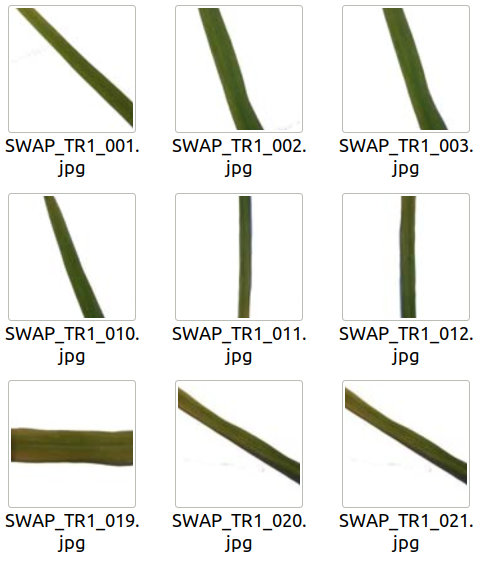 SWAP_TR1_001.
jpg
SWAP_TR1_002.
jpg
SWAP_TR1_003.
jpg
SWAP_TR1_010.
jpg
SWAP_TR1_011.
jpg
SWAP_TR1_012.
jpg
SWAP_TR1_019.
jpg
SWAP_TR1_020.
jpg
SWAP_TR1_021.
jpg